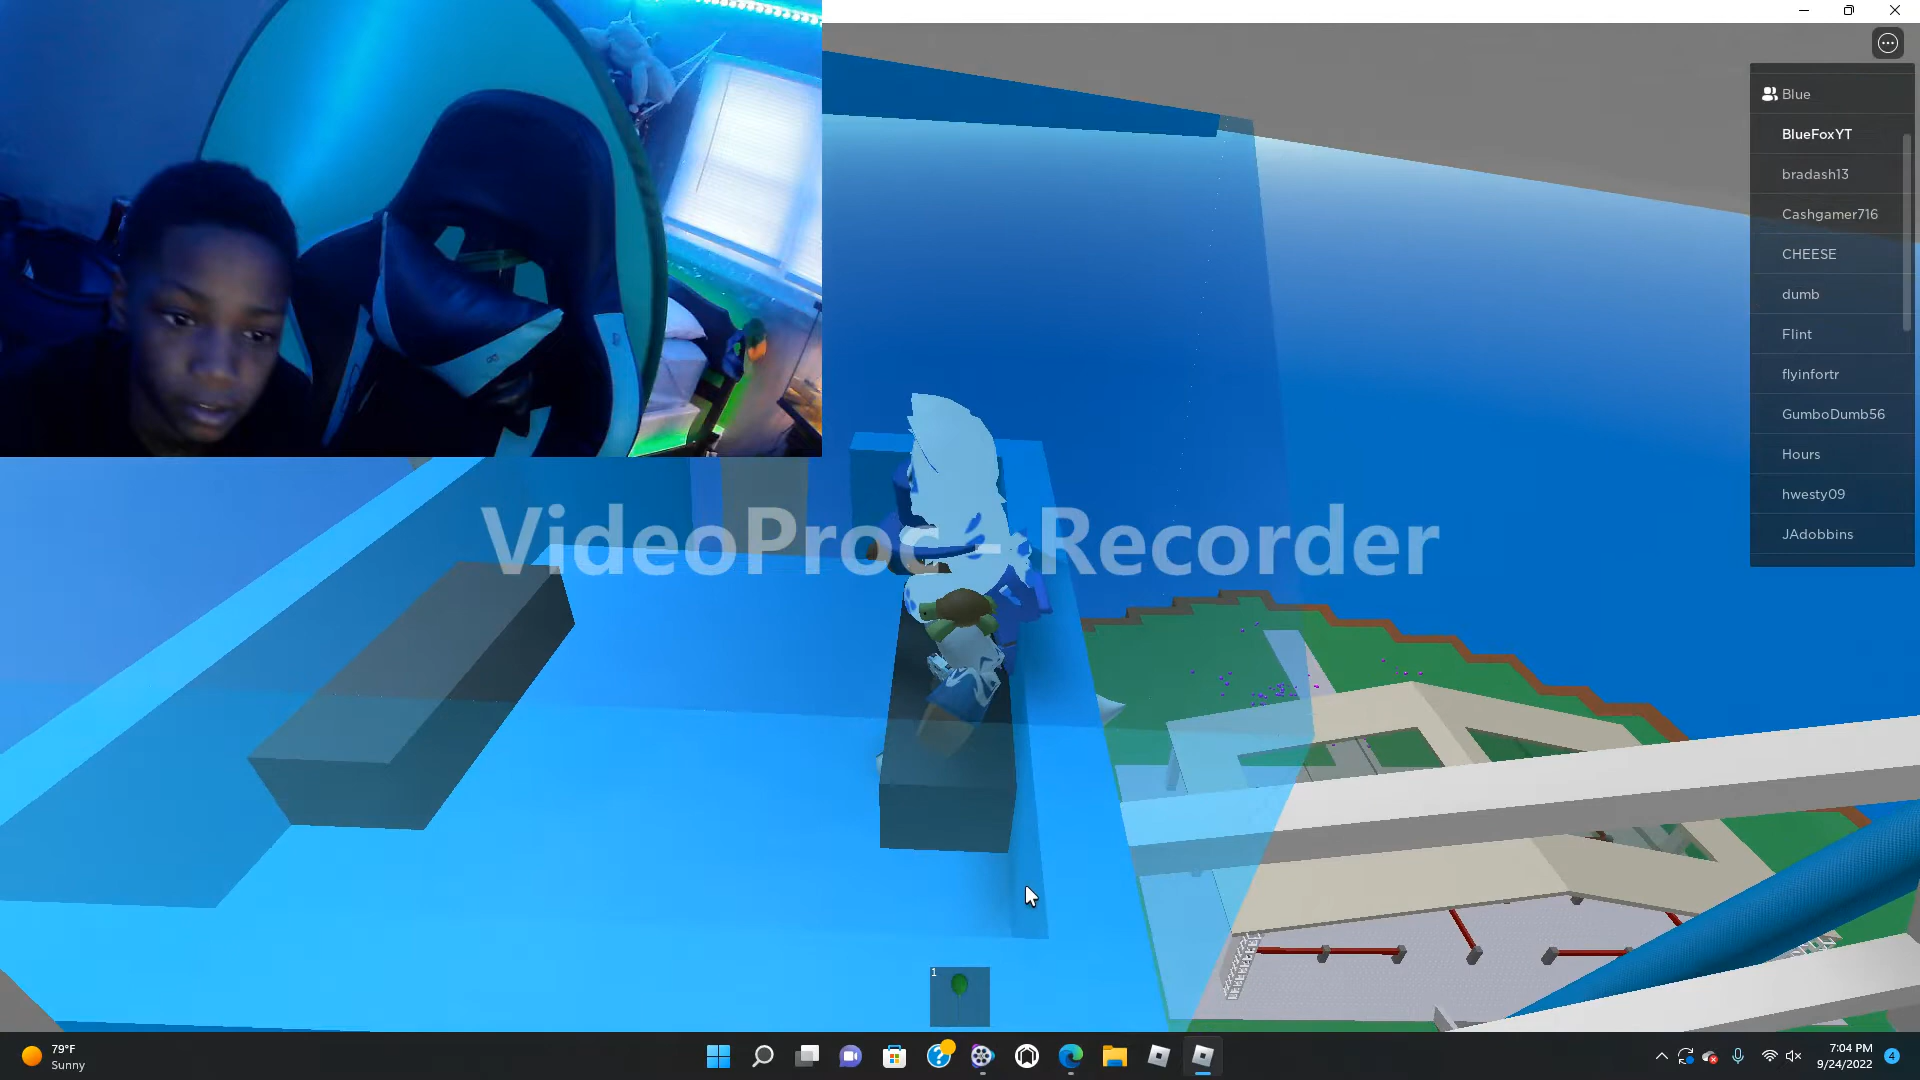 Blue
BlueFoxYT
bradash13
Cashgamer716
CHEESE
dumb
Flint
flyinfortr
GumboDumb56
Hours
hwesty09
JAdobbins
VideoProc - Recorder
1
79°F
Sunny
7:04 PM
9/24/2022
4